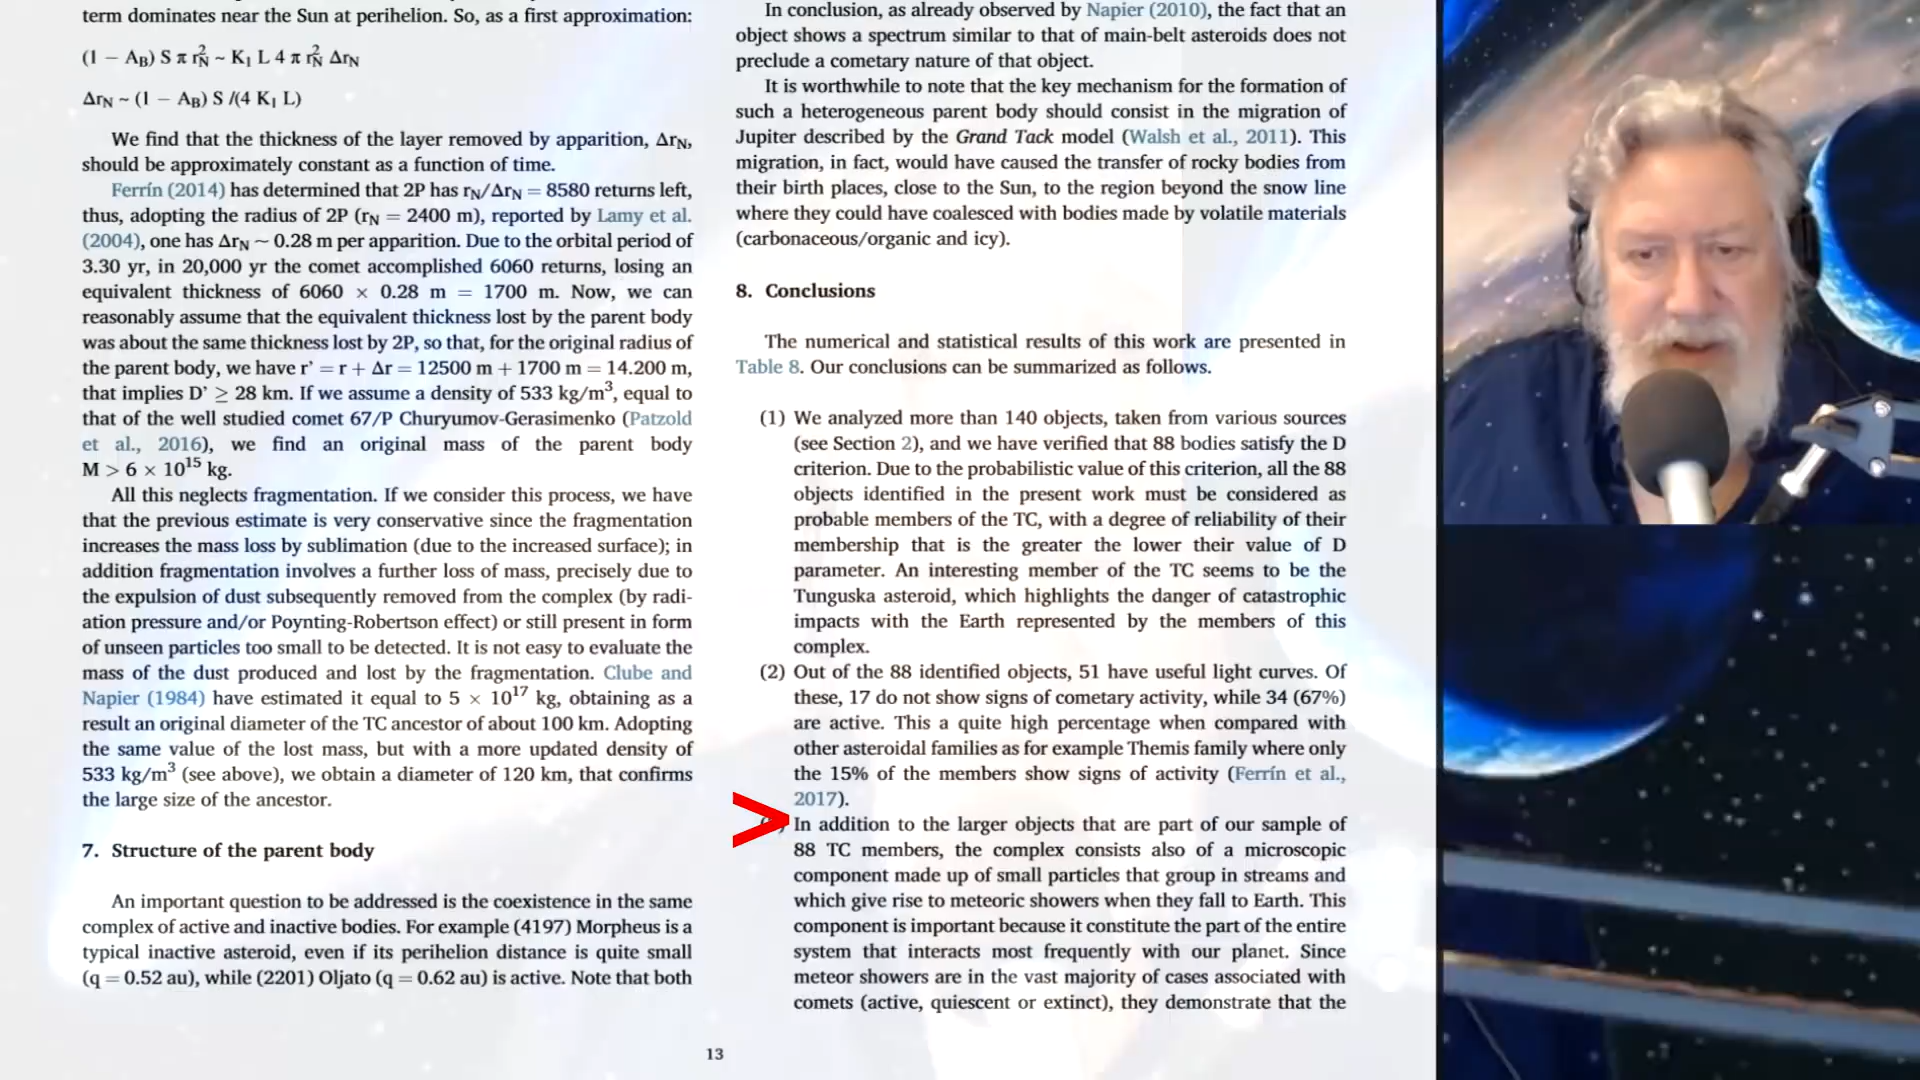 term dominates near the Sun at perihelion. So, as a first approximation:
(1 − AB) S π r²N ~ K1 L 4 π r²N ΔrN
ΔrN ~ (1 − AB) S /(4 K1 L)
We find that the thickness of the layer removed by apparition, ΔrN,
should be approximately constant as a function of time.
Ferrín (2014) has determined that 2P has rN/ΔrN = 8580 returns left,
thus, adopting the radius of 2P (rN = 2400 m), reported by Lamy et al.
(2004), one has ΔrN ~ 0.28 m per apparition. Due to the orbital period of
3.30 yr, in 20,000 yr the comet accomplished 6060 returns, losing an
equivalent thickness of 6060 × 0.28 m = 1700 m. Now, we can
reasonably assume that the equivalent thickness lost by the parent body
was about the same thickness lost by 2P, so that, for the original radius of
the parent body, we have r' = r + Δr = 12500 m + 1700 m = 14.200 m,
that implies D' ≥ 28 km. If we assume a density of 533 kg/m³, equal to
that of the well studied comet 67/P Churyumov-Gerasimenko (Patzold
et al., 2016), we find an original mass of the parent body
M > 6 × 10¹⁵ kg.
All this neglects fragmentation. If we consider this process, we have
that the previous estimate is very conservative since the fragmentation
increases the mass loss by sublimation (due to the increased surface); in
addition fragmentation involves a further loss of mass, precisely due to
the expulsion of dust subsequently removed from the complex (by radi-
ation pressure and/or Poynting-Robertson effect) or still present in form
of unseen particles too small to be detected. It is not easy to evaluate the
mass of the dust produced and lost by the fragmentation. Clube and
Napier (1984) have estimated it equal to 5 × 10¹⁷ kg, obtaining as a
result an original diameter of the TC ancestor of about 100 km. Adopting
the same value of the lost mass, but with a more updated density of
533 kg/m³ (see above), we obtain a diameter of 120 km, that confirms
the large size of the ancestor.
7. Structure of the parent body
An important question to be addressed is the coexistence in the same
complex of active and inactive bodies. For example (4197) Morpheus is a
typical inactive asteroid, even if its perihelion distance is quite small
(q = 0.52 au), while (2201) Oljato (q = 0.62 au) is active. Note that both
In conclusion, as already observed by Napier (2010), the fact that an
object shows a spectrum similar to that of main-belt asteroids does not
preclude a cometary nature of that object.
It is worthwhile to note that the key mechanism for the formation of
such a heterogeneous parent body should consist in the migration of
Jupiter described by the Grand Tack model (Walsh et al., 2011). This
migration, in fact, would have caused the transfer of rocky bodies from
their birth places, close to the Sun, to the region beyond the snow line
where they could have coalesced with bodies made by volatile materials
(carbonaceous/organic and icy).
8. Conclusions
The numerical and statistical results of this work are presented in
Table 8. Our conclusions can be summarized as follows.
(1) We analyzed more than 140 objects, taken from various sources
(see Section 2), and we have verified that 88 bodies satisfy the D
criterion. Due to the probabilistic value of this criterion, all the 88
objects identified in the present work must be considered as
probable members of the TC, with a degree of reliability of their
membership that is the greater the lower their value of D
parameter. An interesting member of the TC seems to be the
Tunguska asteroid, which highlights the danger of catastrophic
impacts with the Earth represented by the members of this
complex.
(2) Out of the 88 identified objects, 51 have useful light curves. Of
these, 17 do not show signs of cometary activity, while 34 (67%)
are active. This a quite high percentage when compared with
other asteroidal families as for example Themis family where only
the 15% of the members show signs of activity (Ferrín et al.,
2017).
> In addition to the larger objects that are part of our sample of
88 TC members, the complex consists also of a microscopic
component made up of small particles that group in streams and
which give rise to meteoric showers when they fall to Earth. This
component is important because it constitute the part of the entire
system that interacts most frequently with our planet. Since
meteor showers are in the vast majority of cases associated with
comets (active, quiescent or extinct), they demonstrate that the
13